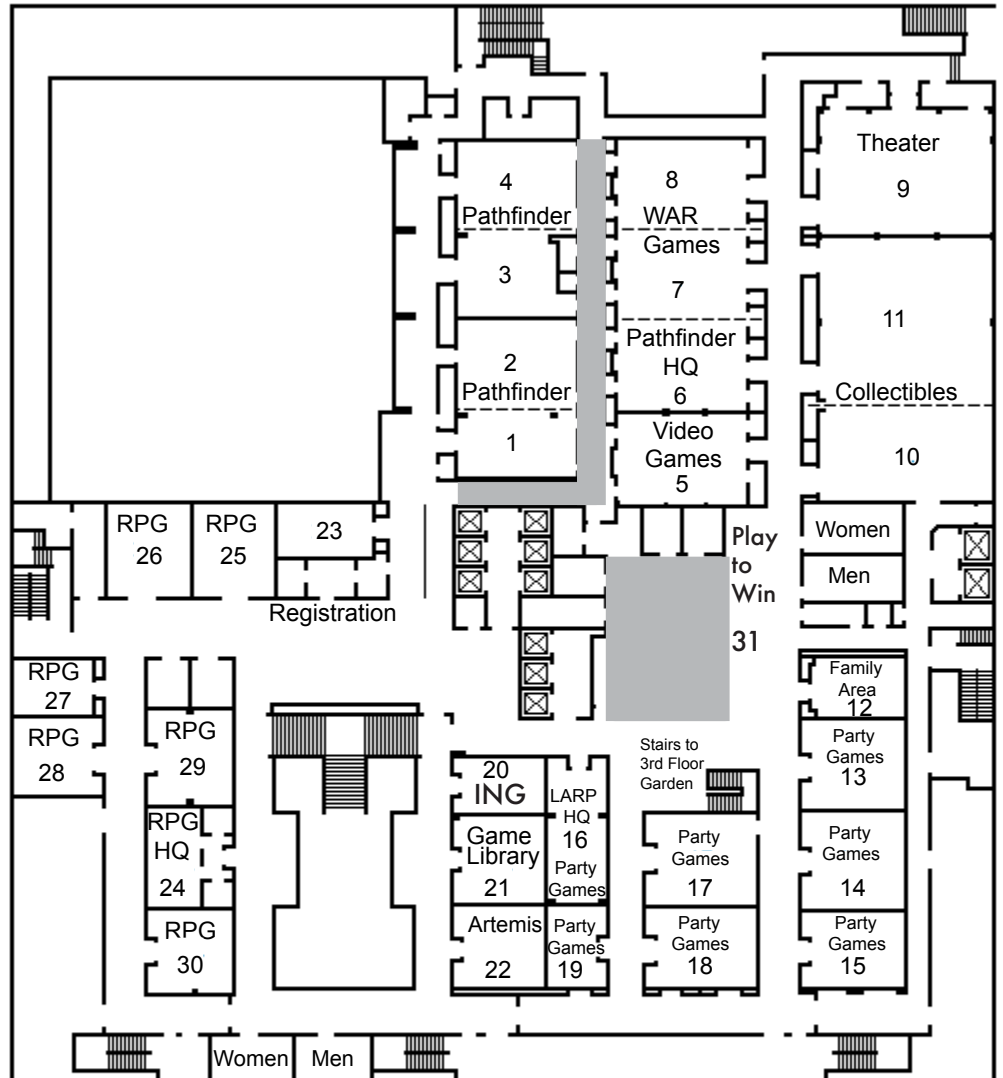 4
Pathfinder
3
2
Pathfinder
1
8
WAR
Games
7
Pathfinder
HQ
6
Video
Games
5
Theater
9
11
Collectibles
10
RPG
26
RPG
25
23
Registration
Play
to
Win
31
Women
Men
RPG
27
RPG
28
RPG
29
RPG
HQ
24
RPG
30
20
ING
Game
Library
21
Artemis
22
LARP
HQ
16
Party
Games
Party
Games
19
Stairs to
3rd Floor
Garden
Party
Games
17
Party
Games
18
Family
Area
12
Party
Games
13
Party
Games
14
Party
Games
15
Women
Men